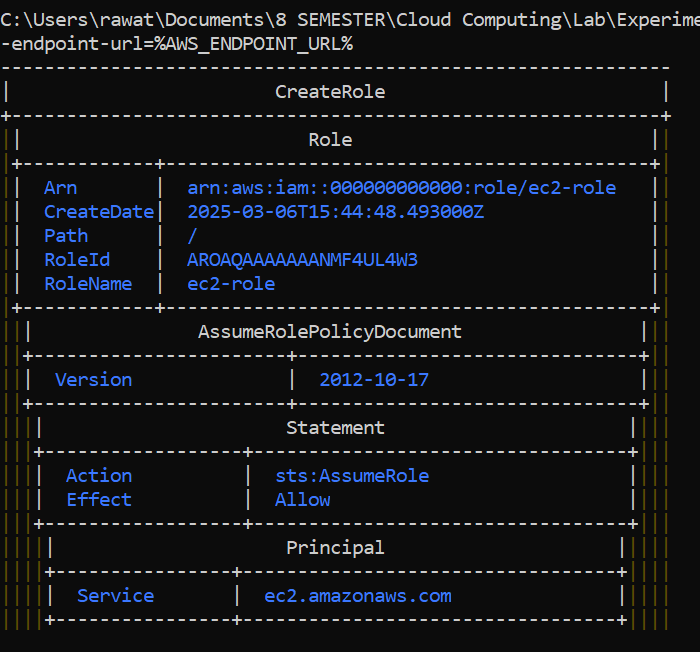 C:\Users\rawat\Documents\8 SEMESTER\Cloud Computing\Lab\Experime
-endpoint-url=%AWS_ENDPOINT_URL%
CreateRole
Role
Arn | arn:aws:iam::000000000000:role/ec2-role
CreateDate| 2025-03-06T15:44:48.493000Z
Path | /
RoleId | AROAQAAAAAAANMF4UL4W3
RoleName | ec2-role
AssumeRolePolicyDocument
Version | 2012-10-17
Statement
Action | sts:AssumeRole
Effect | Allow
Principal
Service | ec2.amazonaws.com